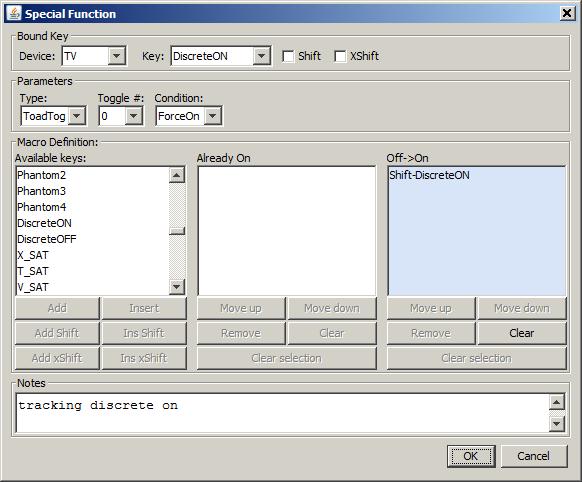 Special Function
Bound Key
Device: TV Key: DiscreteON Shift XShift
Parameters
Type: Toggle #: Condition:
ToadTog 0 ForceOn
Macro Definition:
Available keys: Already On Off->On
Phantom2 Shift-DiscreteON
Phantom3
Phantom4
DiscreteON
DiscreteOFF
X_SAT
T_SAT
V_SAT
Add Insert Move up Move down Move up Move down
Add Shift Ins Shift Remove Clear Remove Clear
Add xShift Ins xShift Clear selection Clear selection
Notes
tracking discrete on
OK Cancel